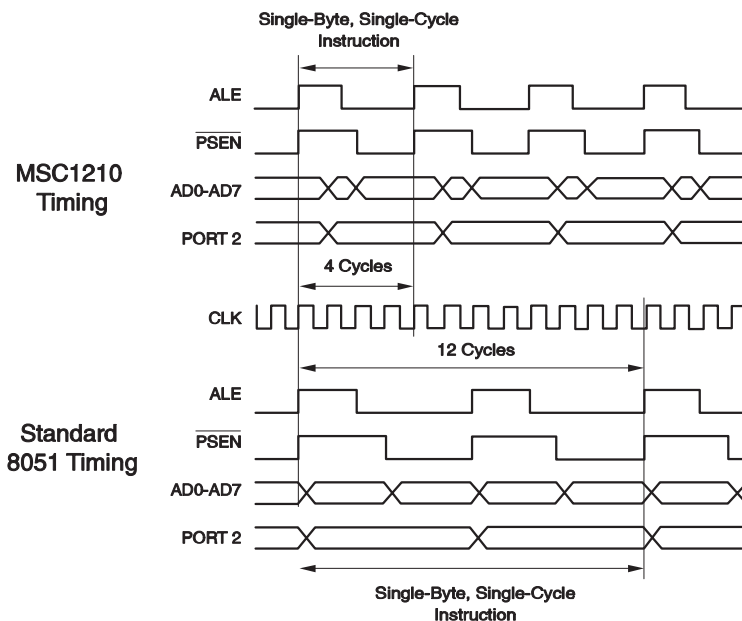 Single-Byte, Single-Cycle
Instruction
ALE
PSEN
MSC1210
Timing
AD0-AD7
PORT 2
4 Cycles
CLK
12 Cycles
ALE
Standard
8051 Timing
PSEN
AD0-AD7
PORT 2
Single-Byte, Single-Cycle
Instruction